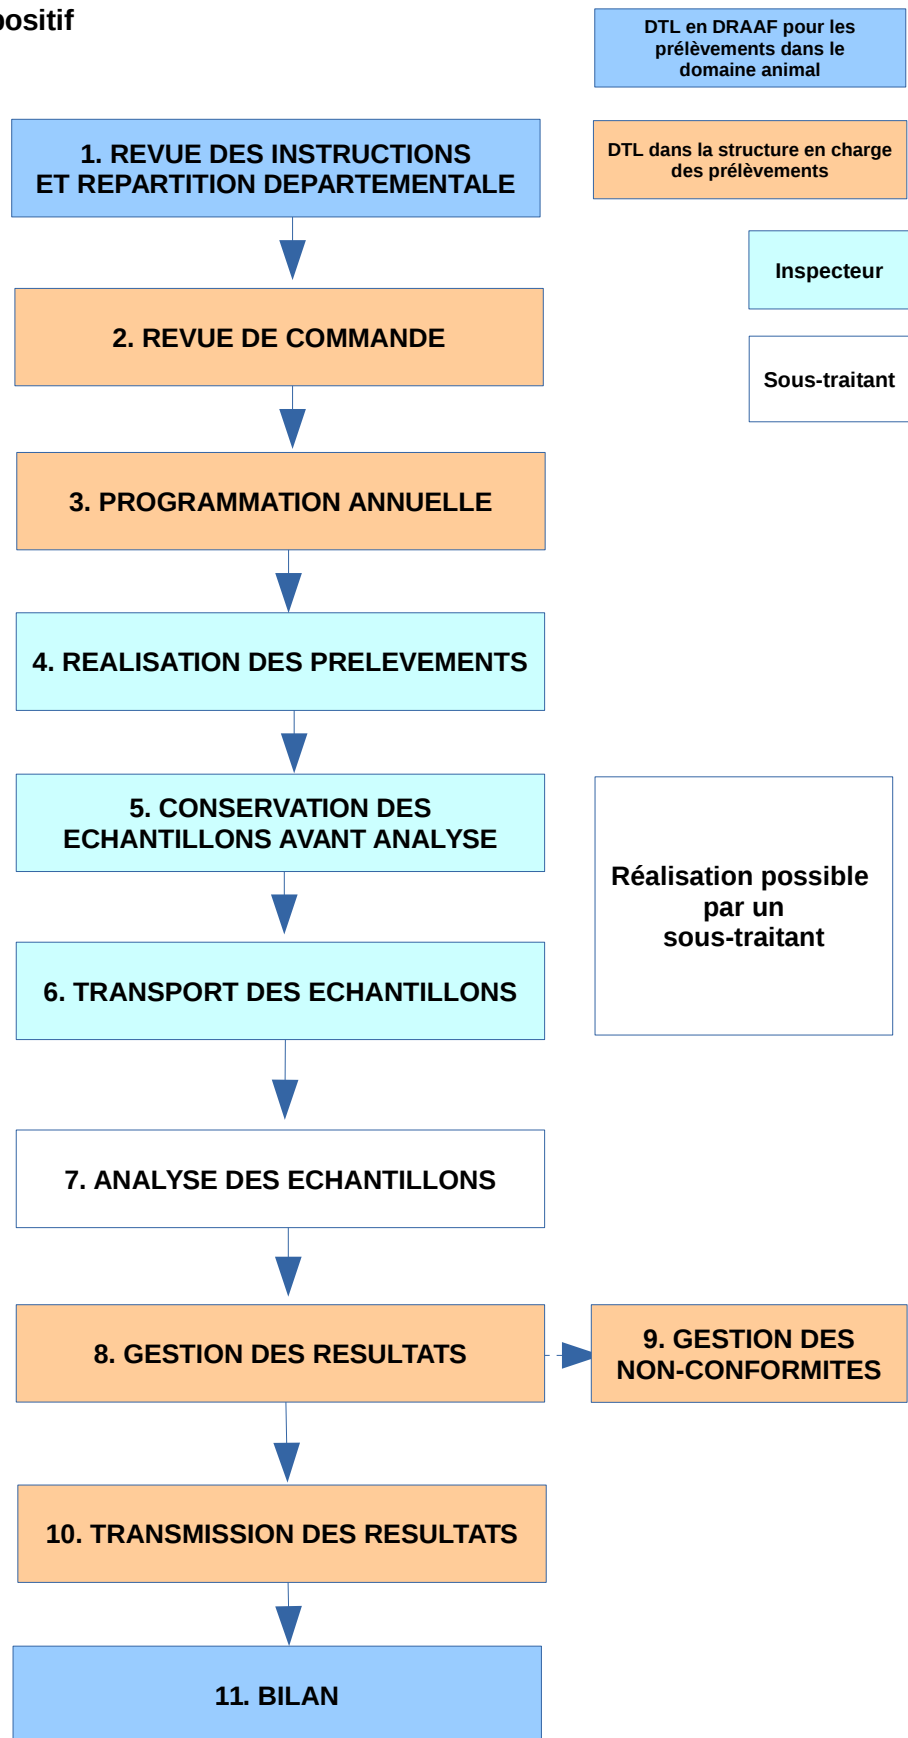 positif
DTL en DRAAF pour les
prélèvements dans le
domaine animal
1. REVUE DES INSTRUCTIONS
ET REPARTITION DEPARTEMENTALE
DTL dans la structure en charge
des prélèvements
Inspecteur
2. REVUE DE COMMANDE
Sous-traitant
3. PROGRAMMATION ANNUELLE
4. REALISATION DES PRELEVEMENTS
5. CONSERVATION DES
ECHANTILLONS AVANT ANALYSE
Réalisation possible
par un
sous-traitant
6. TRANSPORT DES ECHANTILLONS
7. ANALYSE DES ECHANTILLONS
8. GESTION DES RESULTATS
9. GESTION DES
NON-CONFORMITES
10. TRANSMISSION DES RESULTATS
11. BILAN